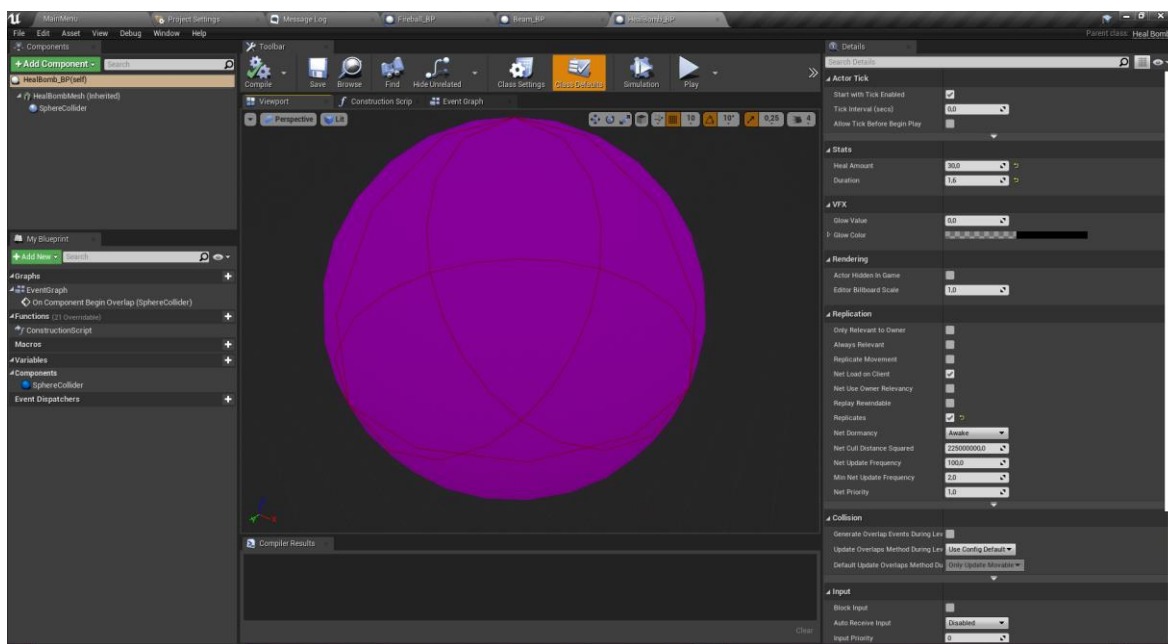 MainMenu
Project Settings
Message Log
Fireball_BP
Beam_BP
HealBomb_BP
File Edit Asset View Debug Window Help
Parent class: Heal Bomb
Components
+Add Component
Search
HealBomb_BP(self)
HealBombMesh (Inherited)
SphereCollider
My Blueprint
+Add New
Search
Graphs
EventGraph
On Component Begin Overlap (SphereCollider)
Functions (21 Overridable)
ConstructionScript
Macros
Variables
Components
SphereCollider
Event Dispatchers
Toolbar
Compile
Save
Browse
Find
Hide Unrelated
Class Settings
Class Defaults
Simulation
Play
Viewport
Construction Scrip
Event Graph
Perspective
Lit
10
10°
0,25
4
Compiler Results
Clear
Details
Search Details
Actor Tick
Start with Tick Enabled
Tick Interval (secs) 0,0
Allow Tick Before Begin Play
Stats
Heal Amount 30,0
Duration 1,6
VFX
Glow Value 0,0
Glow Color
Rendering
Actor Hidden In Game
Editor Billboard Scale 1,0
Replication
Only Relevant to Owner
Always Relevant
Replicate Movement
Net Load on Client
Net Use Owner Relevancy
Replay Rewindable
Replicates
Net Dormancy Awake
Net Cull Distance Squared 225000000,0
Net Update Frequency 100,0
Min Net Update Frequency 2,0
Net Priority 1,0
Collision
Generate Overlap Events During Lev
Update Overlaps Method During Lev Use Config Default
Default Update Overlaps Method Du Only Update Movable
Input
Block Input
Auto Receive Input Disabled
Input Priority 0